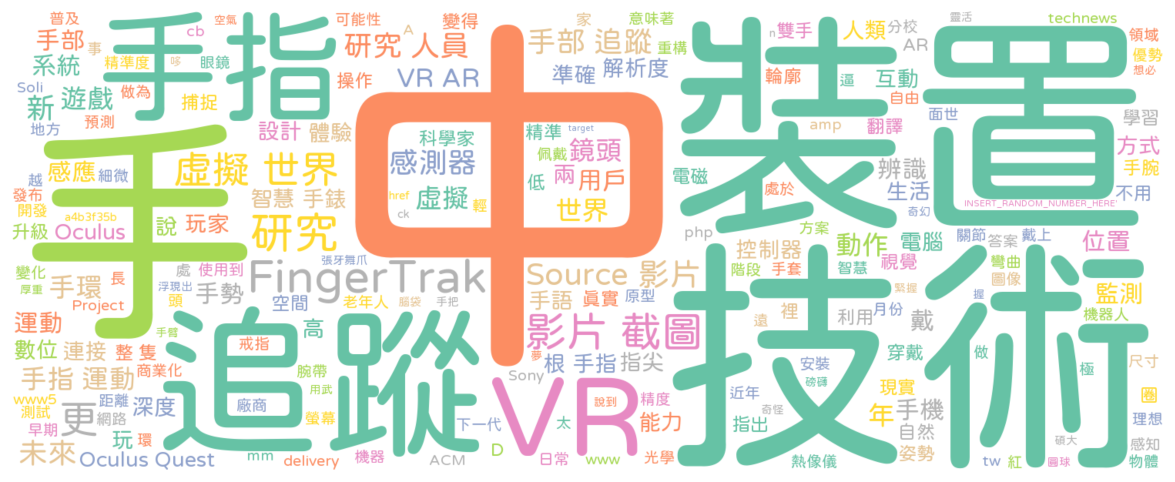 普及
空氣
可能性
A
變得
家
意味著
n
靈活
technews
手部
事
手指
cb
研究 人員
手部 追蹤
重構
雙手
人類
分校
AR
領域
系統
精準度
哆
眼鏡
操作
VR AR
準確
解析度
輪廓
逼
互動
優勢
想必
Soli
新
遊戲
做為
捕捉
中
裝置
自由
地方
預測
設計
體驗
科學家
精準
target
鏡頭
amp
翻譯
面世
學習
感應
虛擬 世界
感測器
佩戴
兩
用戶
電磁
辨識
方式
越
細微
手
智慧 手錶
href
虛擬
低
輕
世界
處於
生活
手腕
不用
發布
開發
a4b3f35b
ck
奇幻
INSERT_RANDOM_NUMBER_HERE'
升級
Oculus
說
玩家
研究
php
方案
動作
電腦
關節
答案
戴上
位置
變化
厚重
處
使用到
張牙舞爪
FingerTrak
Source 影片
控制器
視覺
彎曲
手環
長
浮現出
頭
手勢
空間
老年人
腦袋
手把
手語
真實
原型
階段
手套
智慧
緊握
圖像
監測
Project
運動
手臂
追蹤
高
影片 截圖
遠
裡
利用
月份
戴
握
機器人
數位
連接
整 隻
戒指
夢
根 手指
指尖
技術
安裝
穿戴
做
極
尺寸
手指 運動
商業化
腕帶
Sony
VR
說到
精度
近年
磅礡
現實
圈
www5
距離
用武
廠商
年
手機
測試
更
網路
深度
螢幕
下一代
太
能力
指出
奇怪
自然
理想
早期
玩
環
碩大
感知
未來
Oculus Quest
mm
delivery
機器
ACM
D
日常
www
光學
熱像儀
姿勢
tw
紅
圓球
物體